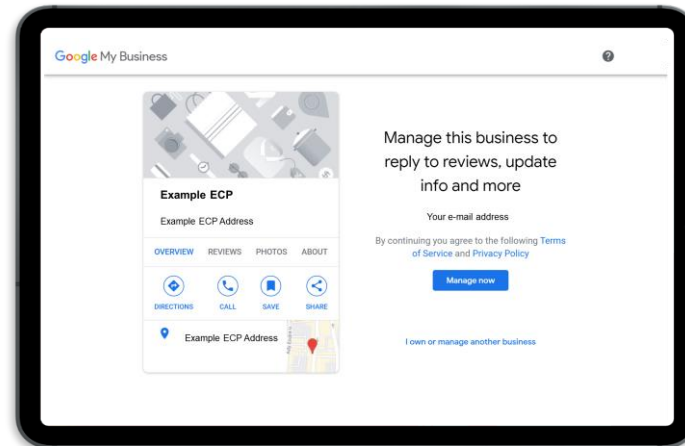 Google My Business
Example ECP
Example ECP Address
OVERVIEW REVIEWS PHOTOS ABOUT
DIRECTIONS CALL SAVE SHARE
Example ECP Address
Manage this business to
reply to reviews, update
info and more
Your e-mail address
By continuing you agree to the following Terms
of Service and Privacy Policy
Manage now
I own or manage another business